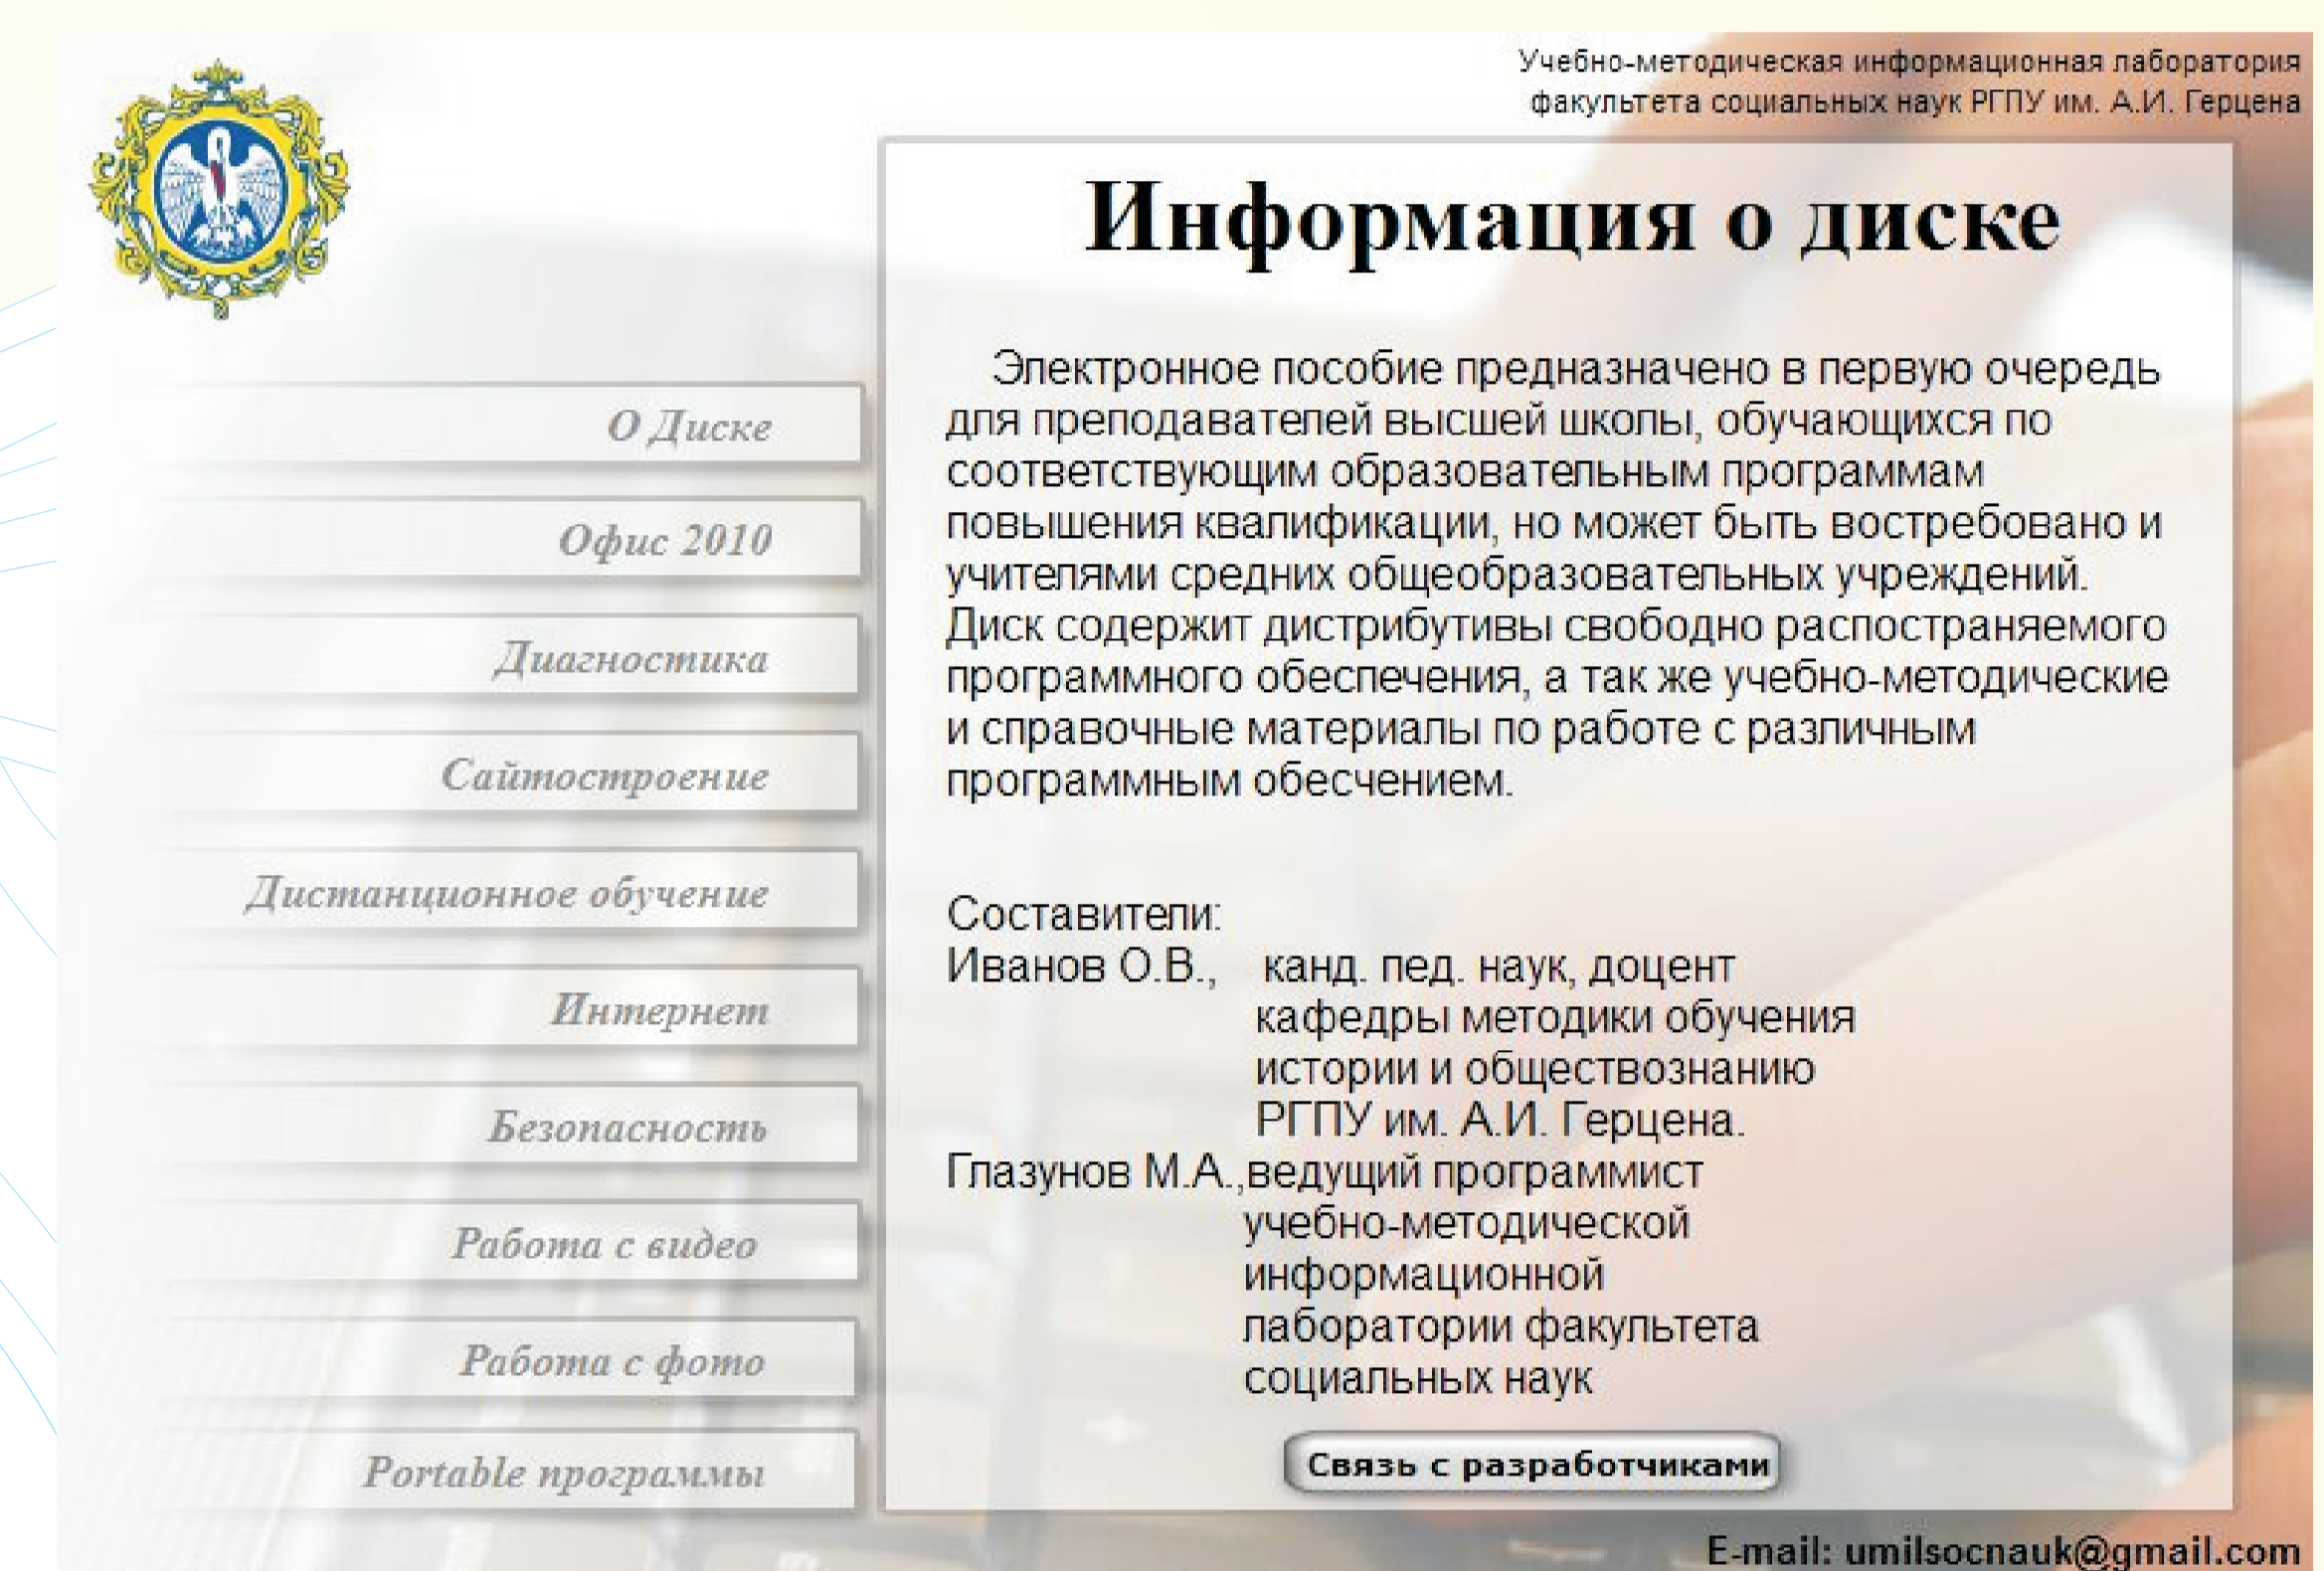 Учебно-методическая информационная лаборатория
факультета социальных наук РГПУ им. А.И. Герцена
Информация о диске
О Диске
Офис 2010
Диагностика
Сайтостроение
Дистанционное обучение
Интернет
Безопасность
Работа с видео
Работа с фото
Portable программы
Электронное пособие предназначено в первую очередь
для преподавателей высшей школы, обучающихся по
соответствующим образовательным программам
повышения квалификации, но может быть востребовано и
учителями средних общеобразовательных учреждений.
Диск содержит дистрибутивы свободно распостраняемого
программного обеспечения, а так же учебно-методические
и справочные материалы по работе с различным
программным обесчением.
Составители:
Иванов О.В., канд. пед. наук, доцент
кафедры методики обучения
истории и обществознанию
РГПУ им. А.И. Герцена.
Глазунов М.А.,ведущий программист
учебно-методической
информационной
лаборатории факультета
социальных наук
Связь с разработчиками
E-mail: umilsocnauk@gmail.com